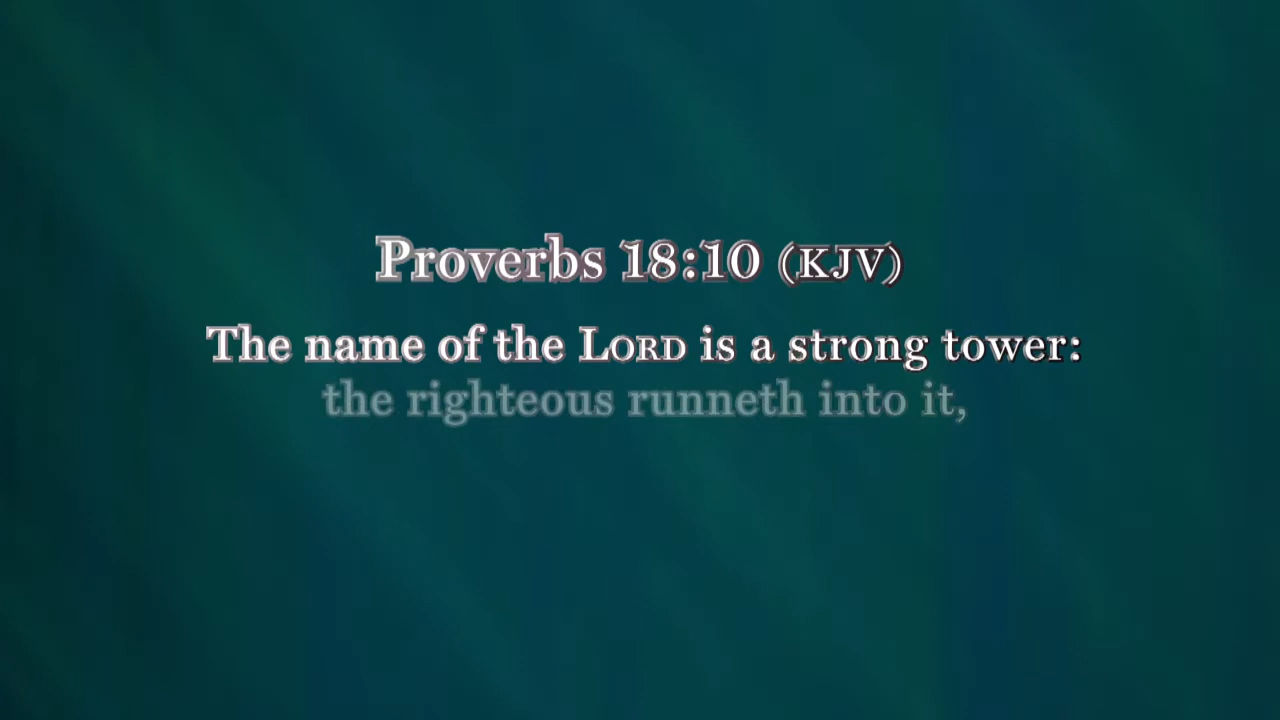 Proverbs 18:10 (KJV)
The name of the LORD is a strong tower:
the righteous runneth into it,